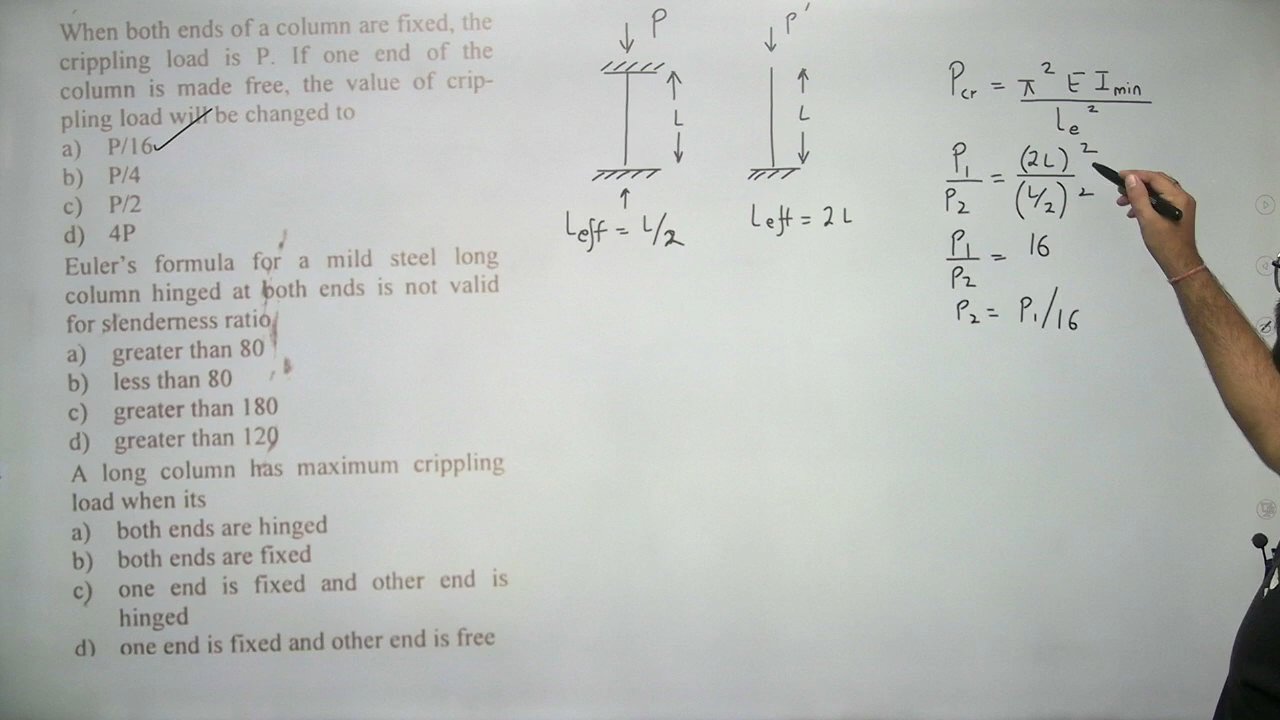 When both ends of a column are fixed, the
crippling load is P. If one end of the
column is made free, the value of crip-
pling load will be changed to
a) P/16✓
b) P/4
c) P/2
d) 4P
Euler's formula for a mild steel long
column hinged at both ends is not valid
for slenderness ratio
a) greater than 80
b) less than 80
c) greater than 180
d) greater than 120
A long column has maximum crippling
load when its
a) both ends are hinged
b) both ends are fixed
c) one end is fixed and other end is
hinged
d) one end is fixed and other end is free
P
L
Leff = L/2
P'
L
Leff = 2L
Pcr = π² E Imin / le²
P1/P2 = (2L)² / (L/2)²
P1/P2 = 16
P2 = P1/16